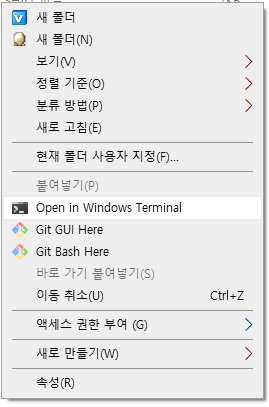 새 폴더
새 폴더(N)
보기(V)
정렬 기준(O)
분류 방법(P)
새로 고침(E)
현재 폴더 사용자 지정(F)...
붙여넣기(P)
Open in Windows Terminal
Git GUI Here
Git Bash Here
바로 가기 붙여넣기(S)
이동 취소(U) Ctrl+Z
액세스 권한 부여 (G)
새로 만들기(W)
속성(R)